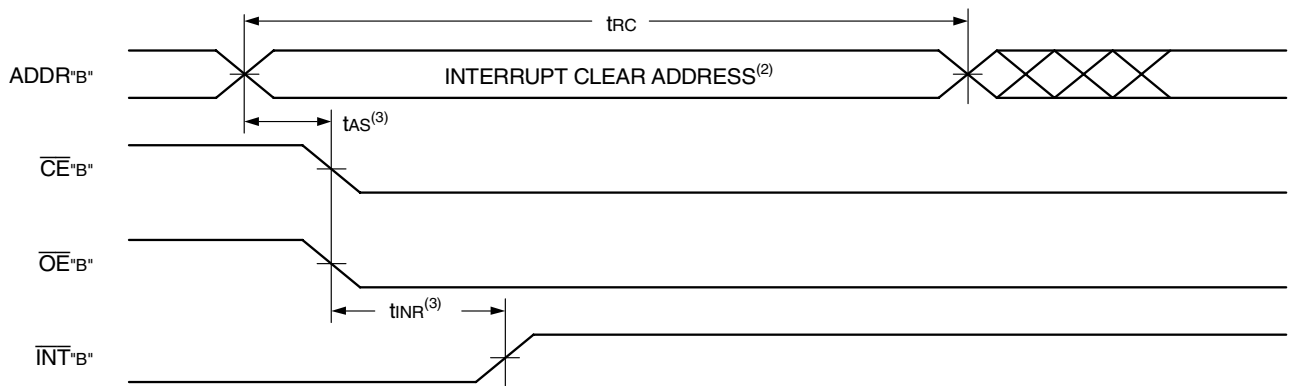 tRC
ADDR"B"
INTERRUPT CLEAR ADDRESS(2)
tAS(3)
CE"B"
OE"B"
tINR(3)
INT"B"